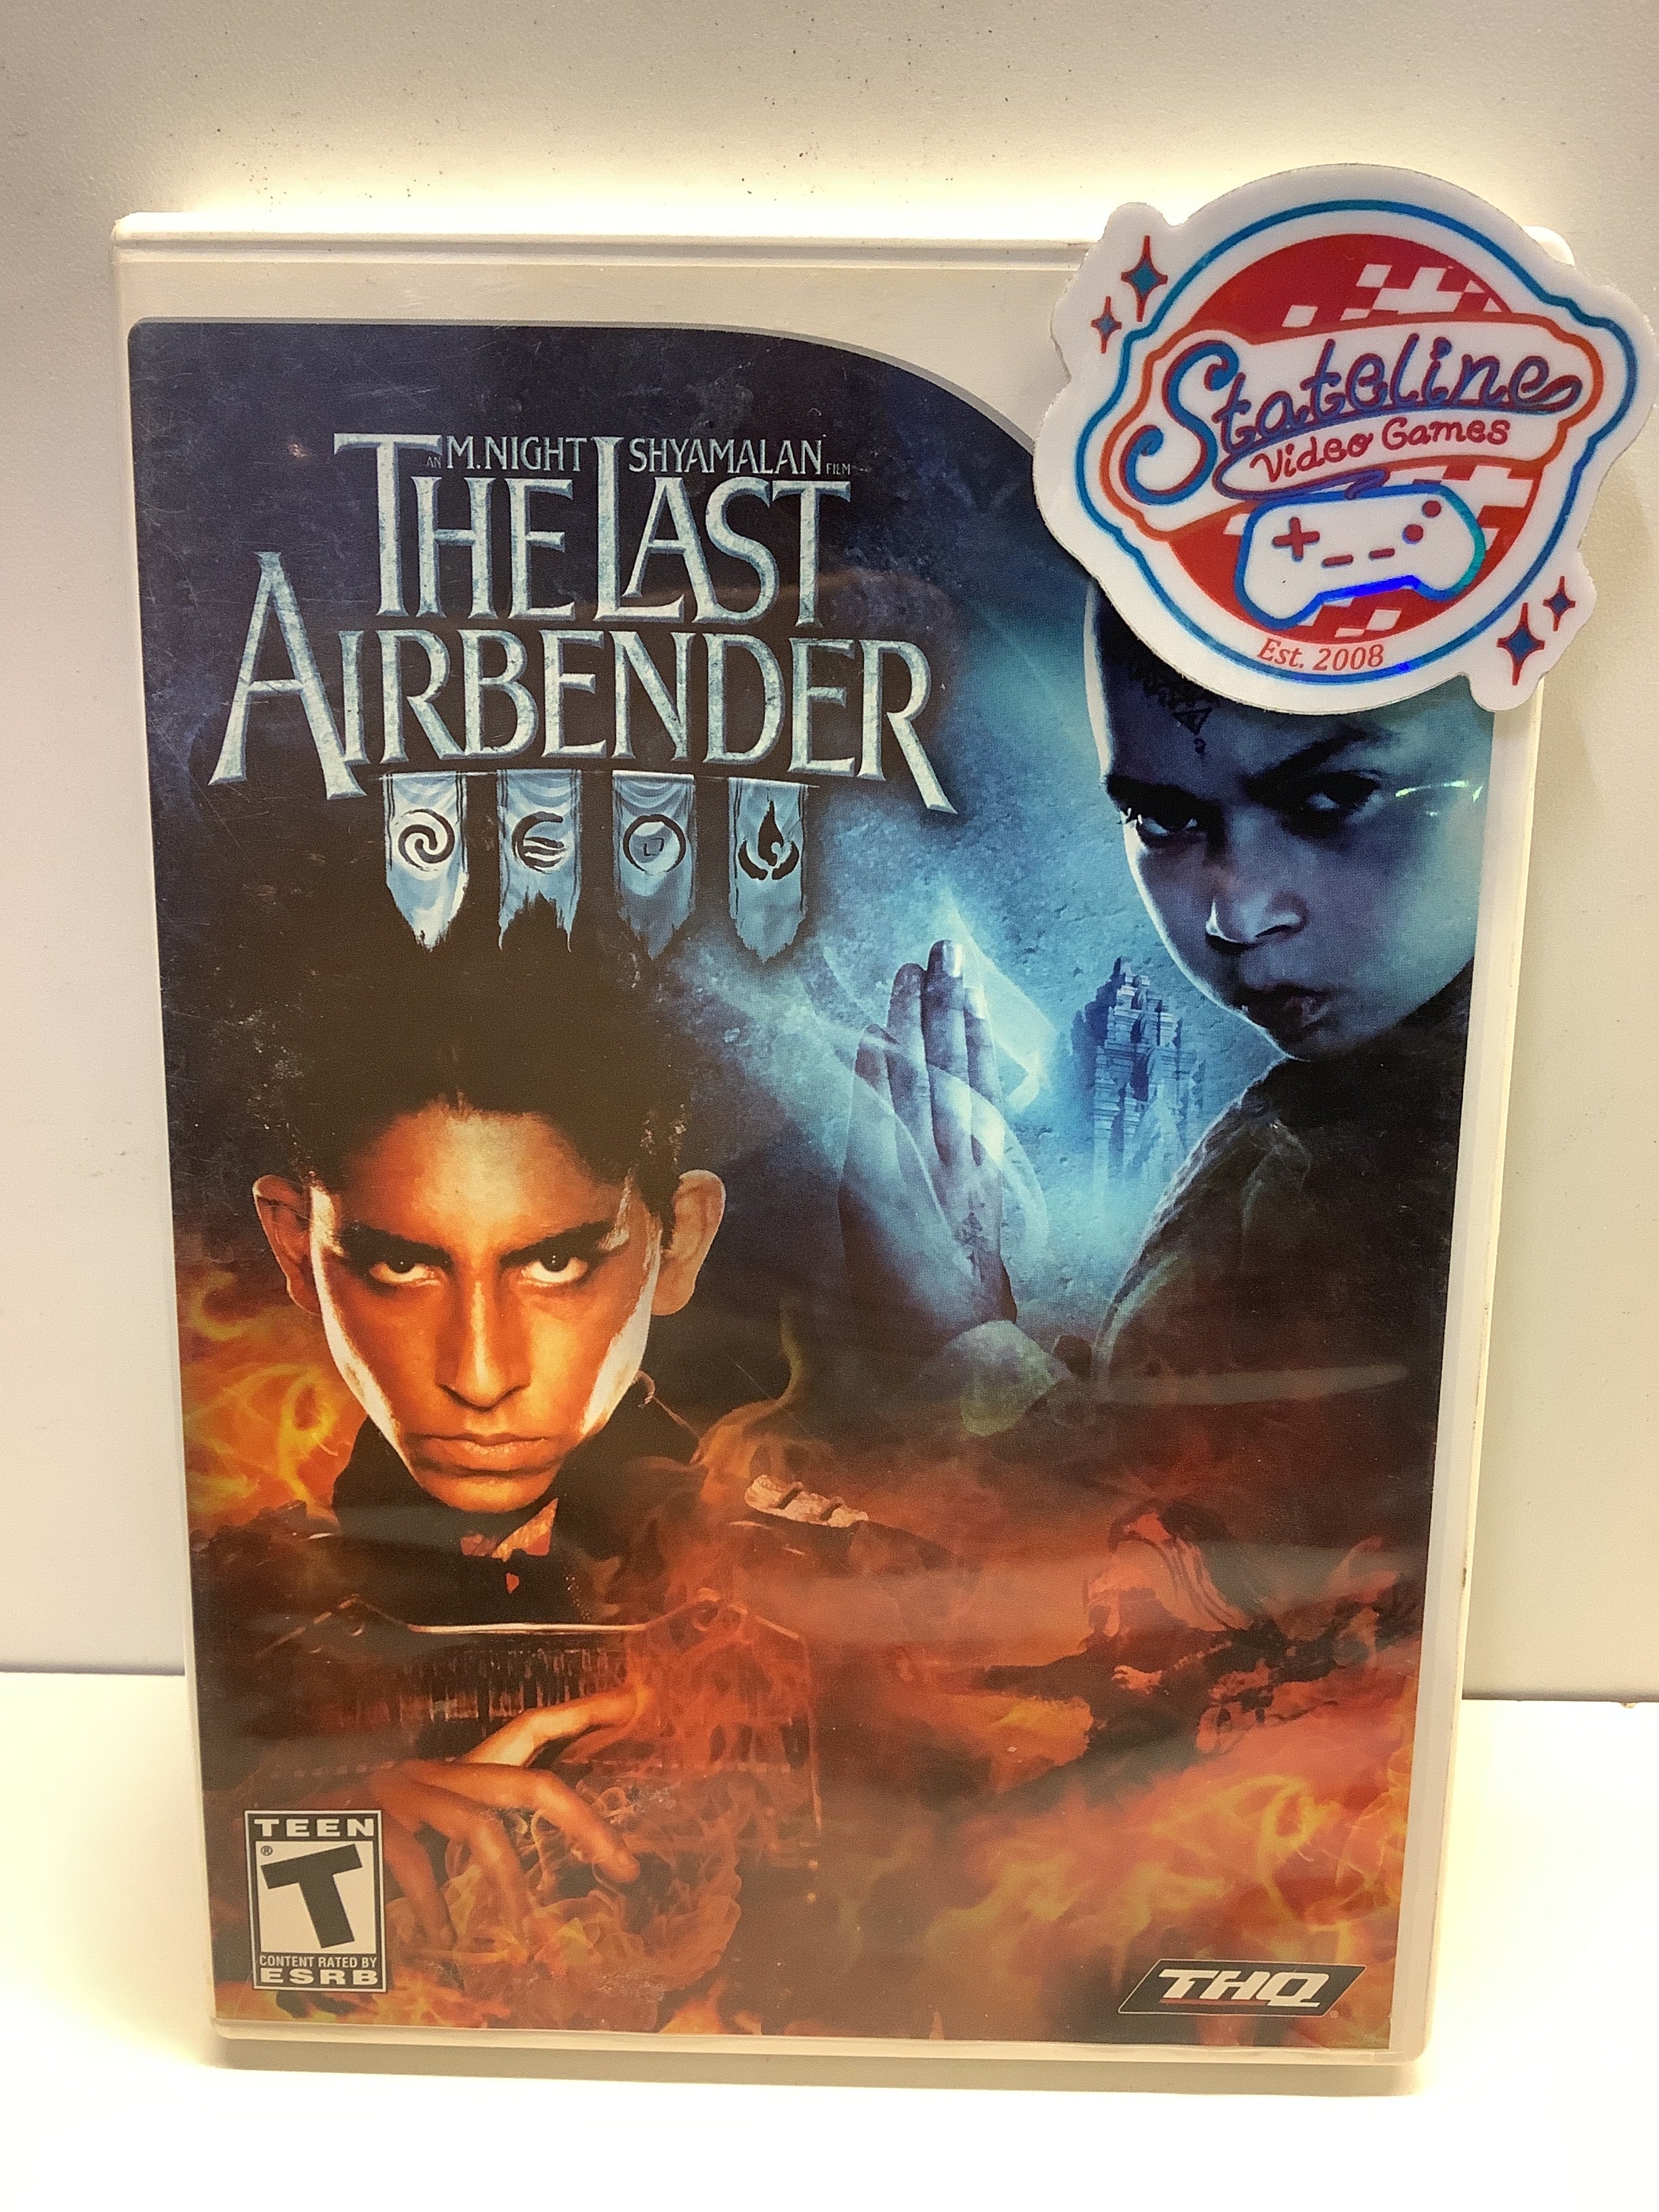 Stateline
Video Games
Est. 2008
AN M. NIGHT SHYAMALAN FILM
THE LAST
AIRBENDER
TEEN
T
®
CONTENT RATED BY
ESRB
THQ
®